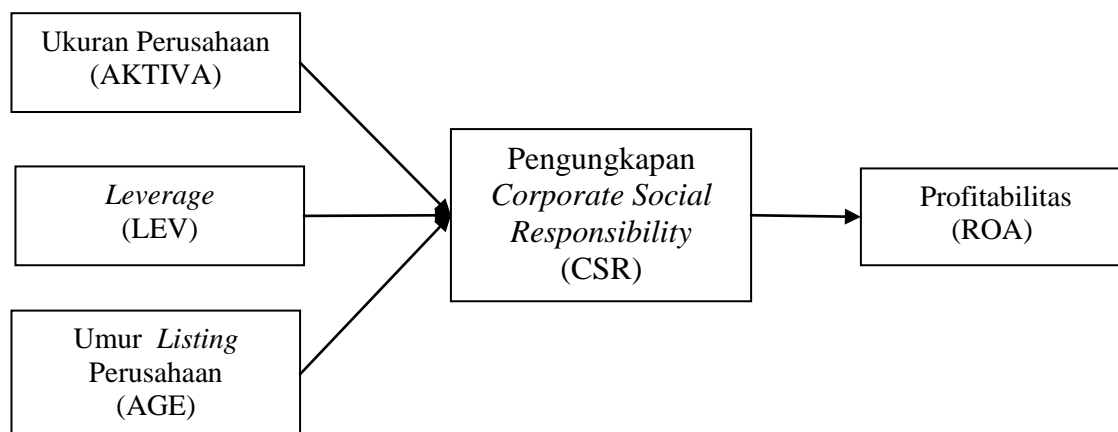 Ukuran Perusahaan
(AKTIVA)
Leverage
(LEV)
Umur Listing
Perusahaan
(AGE)
Pengungkapan
Corporate Social
Responsibility
(CSR)
Profitabilitas
(ROA)